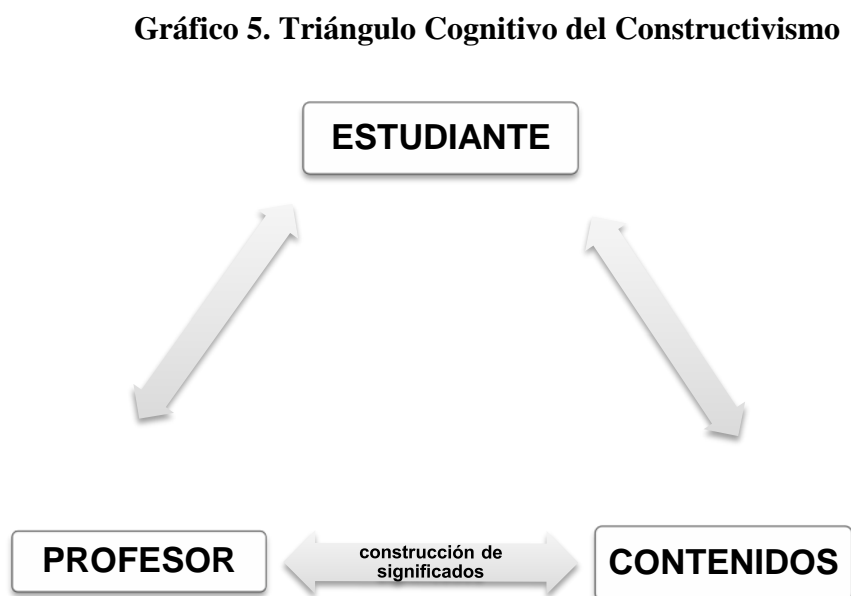 Gráfico 5. Triángulo Cognitivo del Constructivismo
ESTUDIANTE
PROFESOR
construcción de
significados
CONTENIDOS